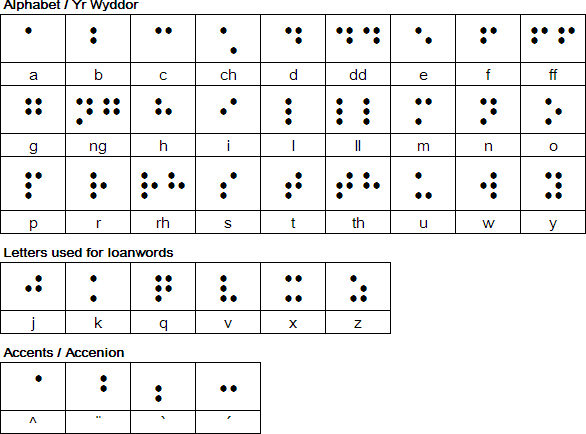 Alphabet / Yr Wyddor
⠁ ⠃ ⠉ ⠡ ⠙ ⠙⠙ ⠑ ⠋ ⠋⠋
a b c ch d dd e f ff
⠛ ⠝⠛ ⠓ ⠊ ⠇ ⠇⠇ ⠍ ⠝ ⠕
g ng h i l ll m n o
⠏ ⠗ ⠗⠓ ⠎ ⠞ ⠞⠓ ⠥ ⠺ ⠽
p r rh s t th u w y
Letters used for loanwords
⠚ ⠅ ⠟ ⠧ ⠭ ⠵
j k q v x z
Accents / Accenion
⠈ ⠘ ⠆ ⠒
^ ¨ ` ´